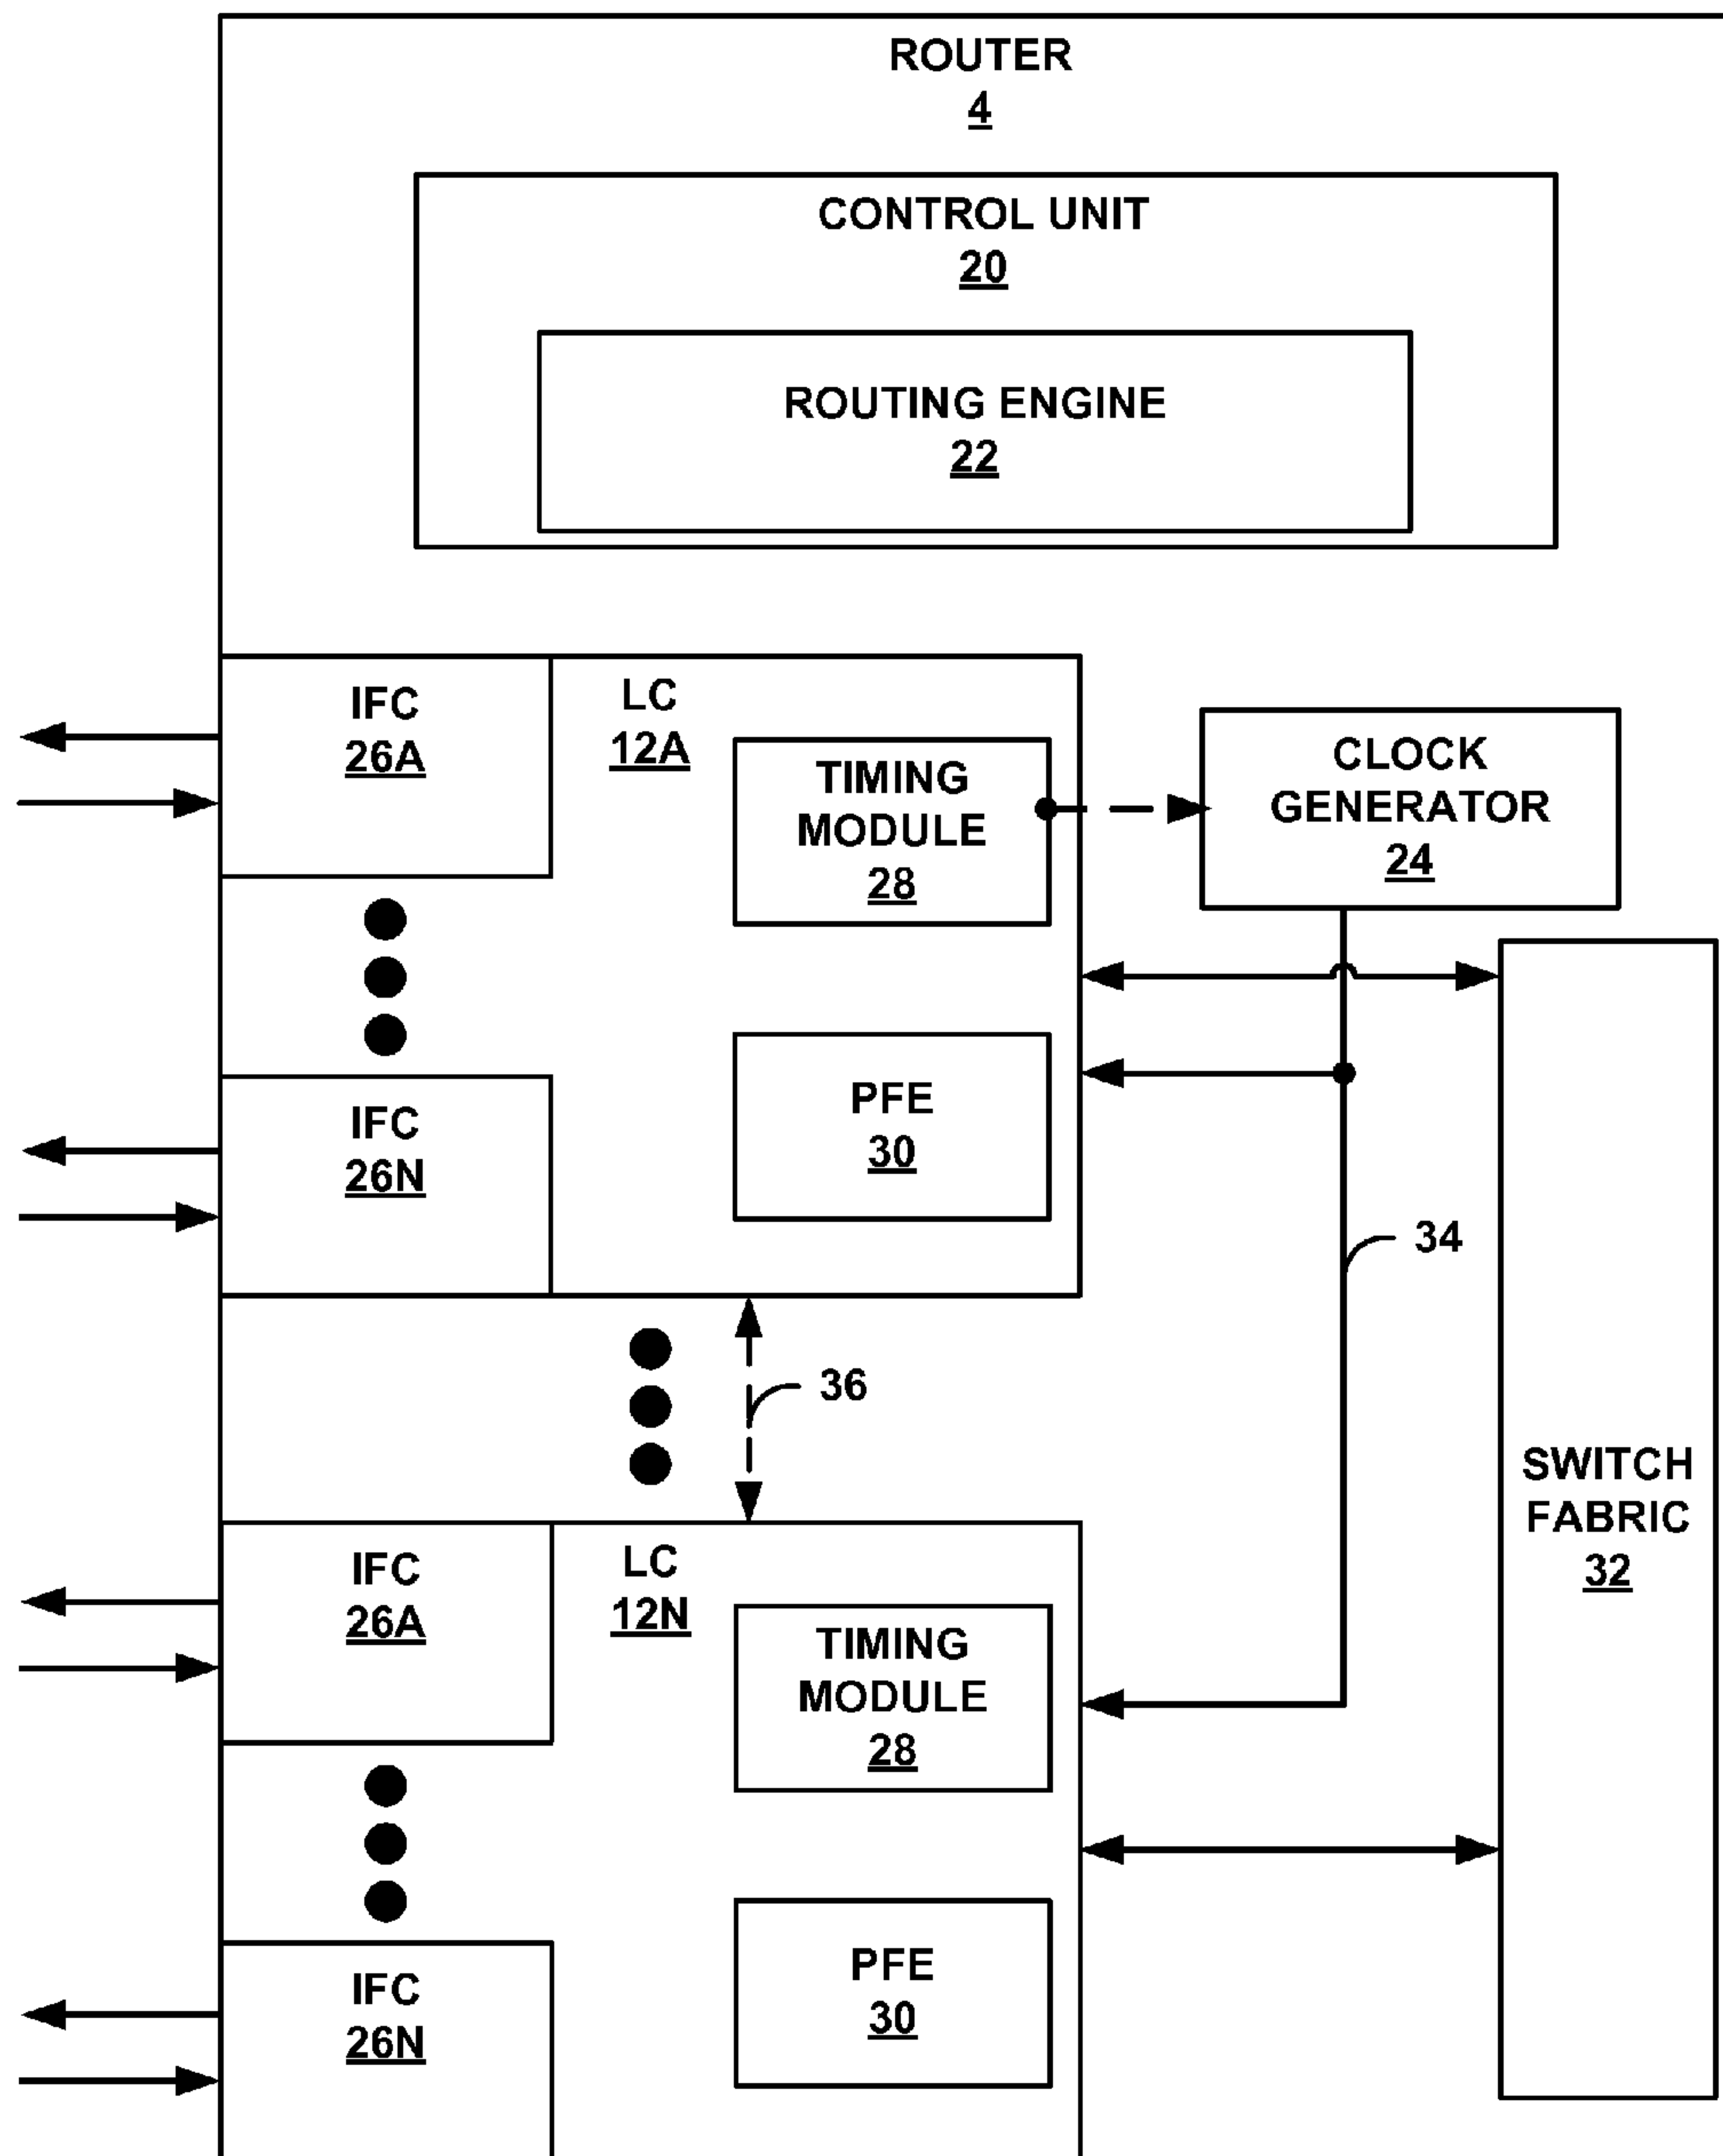 ROUTER
4
CONTROL UNIT
20
ROUTING ENGINE
22
IFC
26A
LC
12A
TIMING
MODULE
28
CLOCK
GENERATOR
24
IFC
26N
PFE
30
34
36
SWITCH
FABRIC
32
IFC
26A
LC
12N
TIMING
MODULE
28
IFC
26N
PFE
30